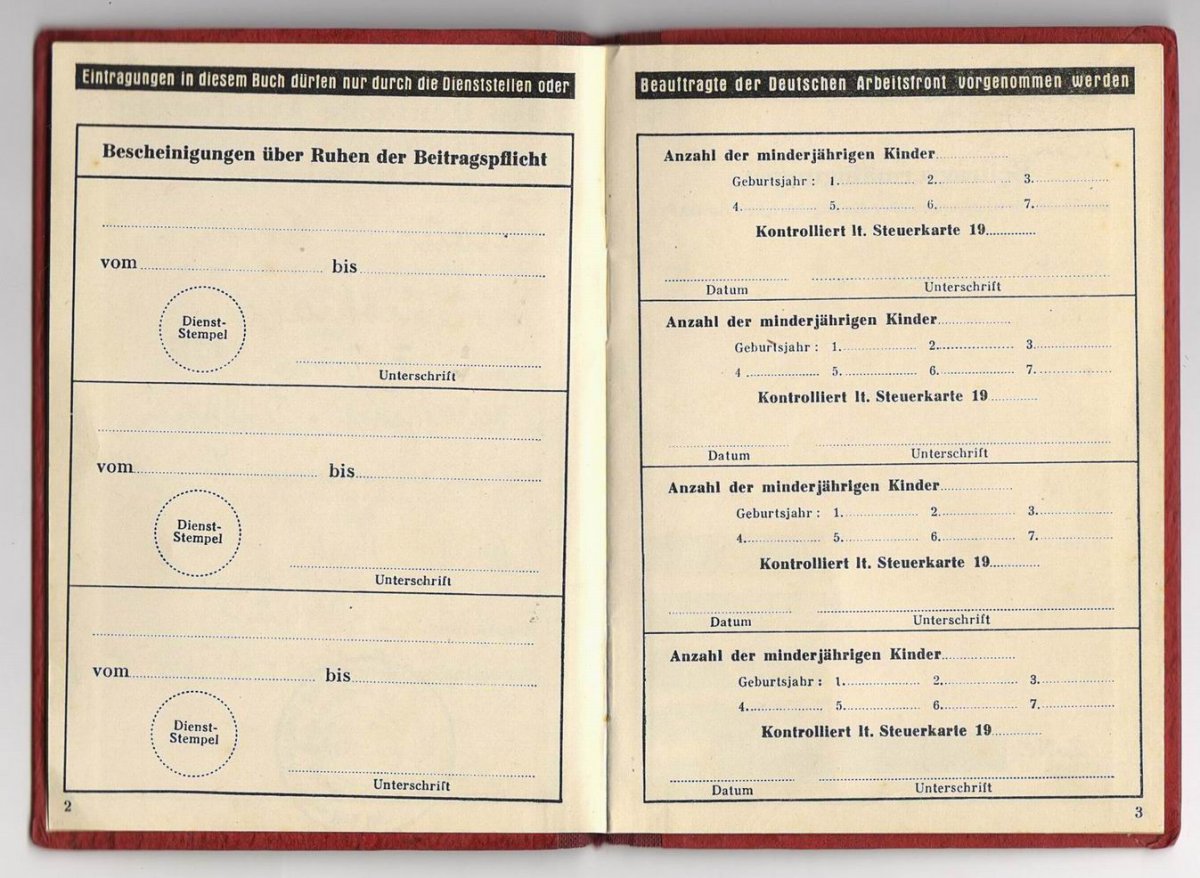 Eintragungen in diesem Buch dürfen nur durch die Dienststellen oder
Bescheinigungen über Ruhen der Beitragspflicht
vom bis
Dienst-
Stempel
Unterschrift
vom bis
Dienst-
Stempel
Unterschrift
vom bis
Dienst-
Stempel
Unterschrift
2
Beauftragte der Deutschen Arbeitsfront vorgenommen werden
Anzahl der minderjährigen Kinder
Geburtsjahr: 1. 2. 3.
4. 5. 6. 7.
Kontrolliert lt. Steuerkarte 19
Datum Unterschrift
Anzahl der minderjährigen Kinder
Geburtsjahr: 1. 2. 3.
4 5. 6. 7.
Kontrolliert lt. Steuerkarte 19
Datum Unterschrift
Anzahl der minderjährigen Kinder
Geburtsjahr: 1. 2. 3.
4. 5. 6. 7.
Kontrolliert lt. Steuerkarte 19
Datum Unterschrift
Anzahl der minderjährigen Kinder
Geburtsjahr: 1. 2. 3.
4. 5. 6. 7.
Kontrolliert lt. Steuerkarte 19
Datum Unterschrift
3